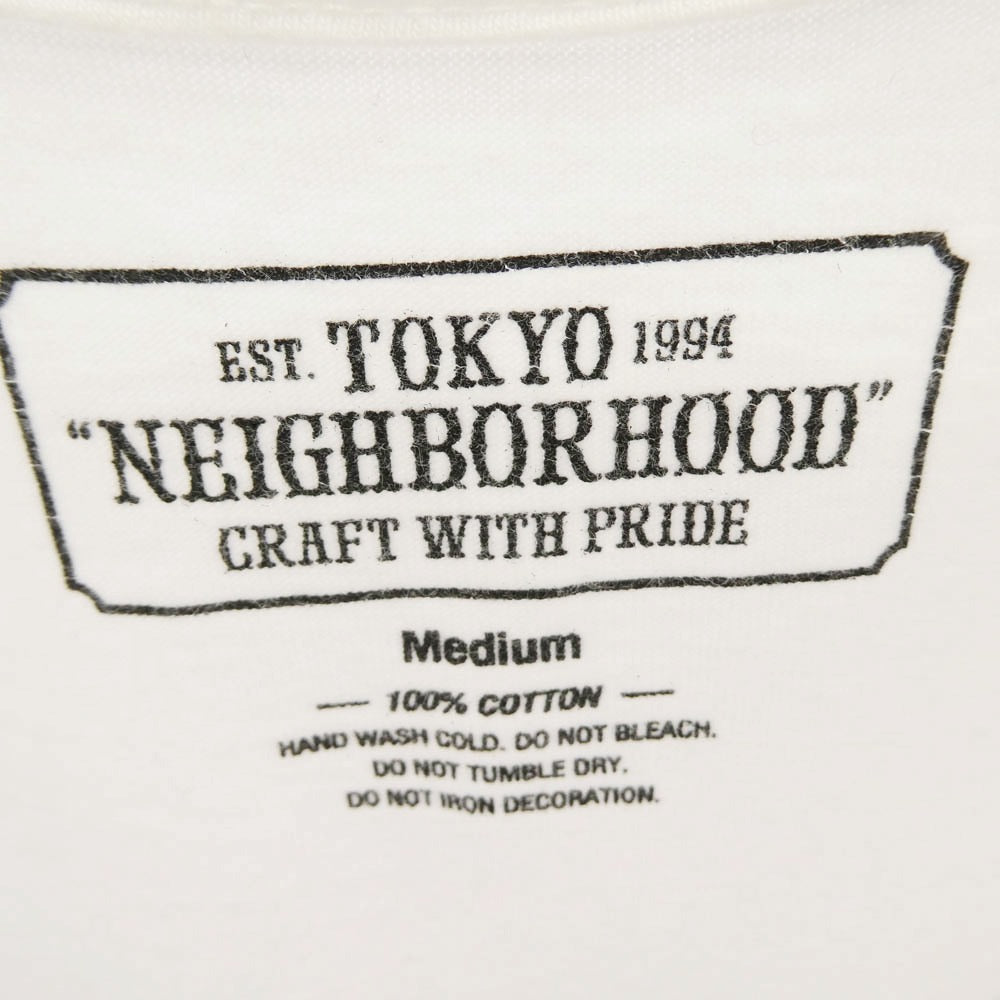 EST. TOKYO 1994
“NEIGHBORHOOD”
CRAFT WITH PRIDE
Medium
— 100% COTTON —
HAND WASH COLD. DO NOT BLEACH.
DO NOT TUMBLE DRY.
DO NOT IRON DECORATION.